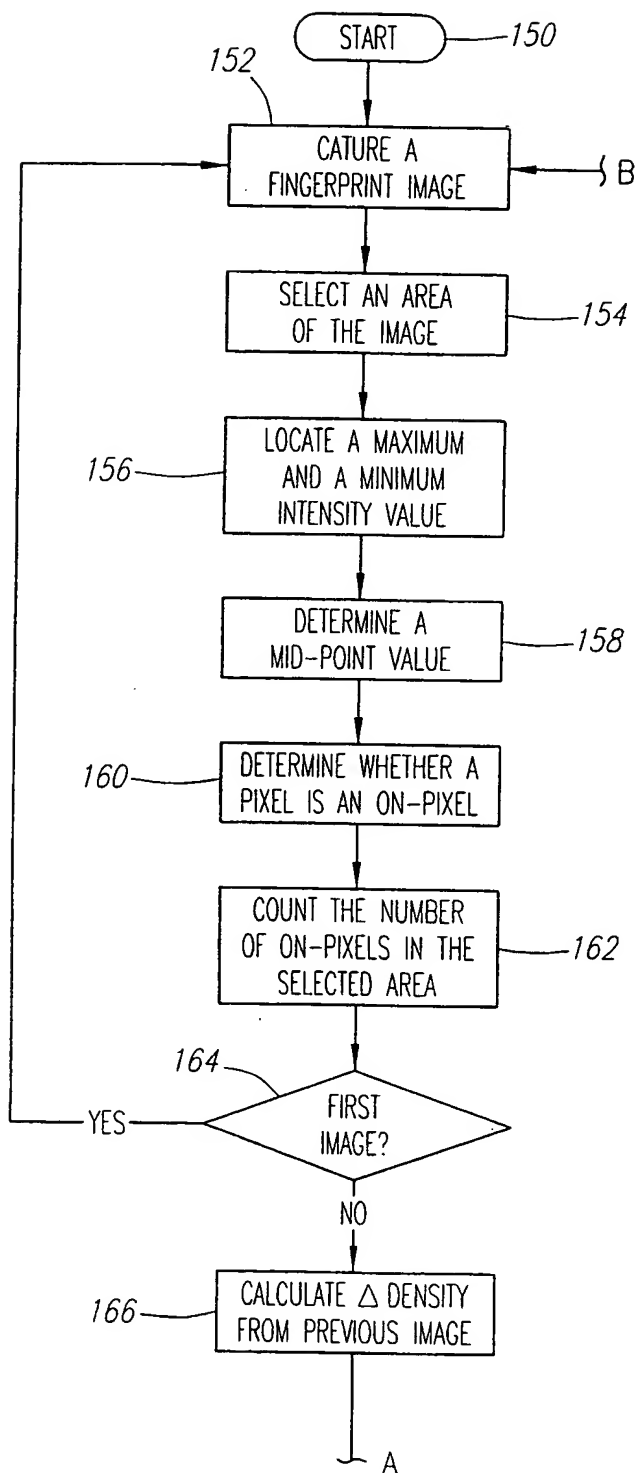 START
150
152
CATURE A
FINGERPRINT IMAGE
B
SELECT AN AREA
OF THE IMAGE
154
LOCATE A MAXIMUM
AND A MINIMUM
INTENSITY VALUE
156
DETERMINE A
MID-POINT VALUE
158
160
DETERMINE WHETHER A
PIXEL IS AN ON-PIXEL
COUNT THE NUMBER
OF ON-PIXELS IN THE
SELECTED AREA
162
164
FIRST
IMAGE?
YES
NO
166
CALCULATE △ DENSITY
FROM PREVIOUS IMAGE
A